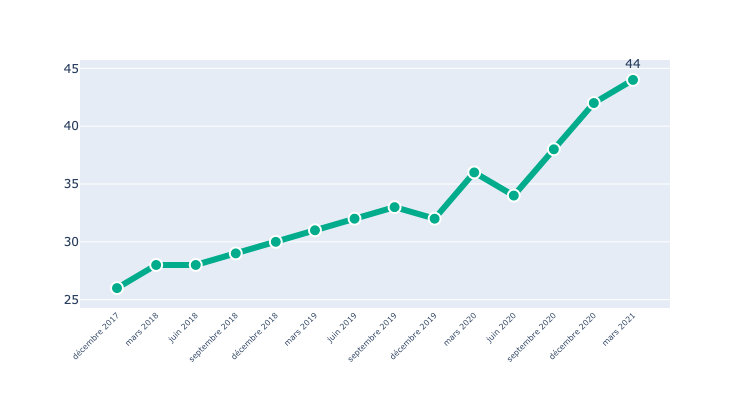 44
45
40
35
30
25
décembre 2017
mars 2018
juin 2018
septembre 2018
décembre 2018
mars 2019
juin 2019
septembre 2019
décembre 2019
mars 2020
juin 2020
septembre 2020
décembre 2020
mars 2021